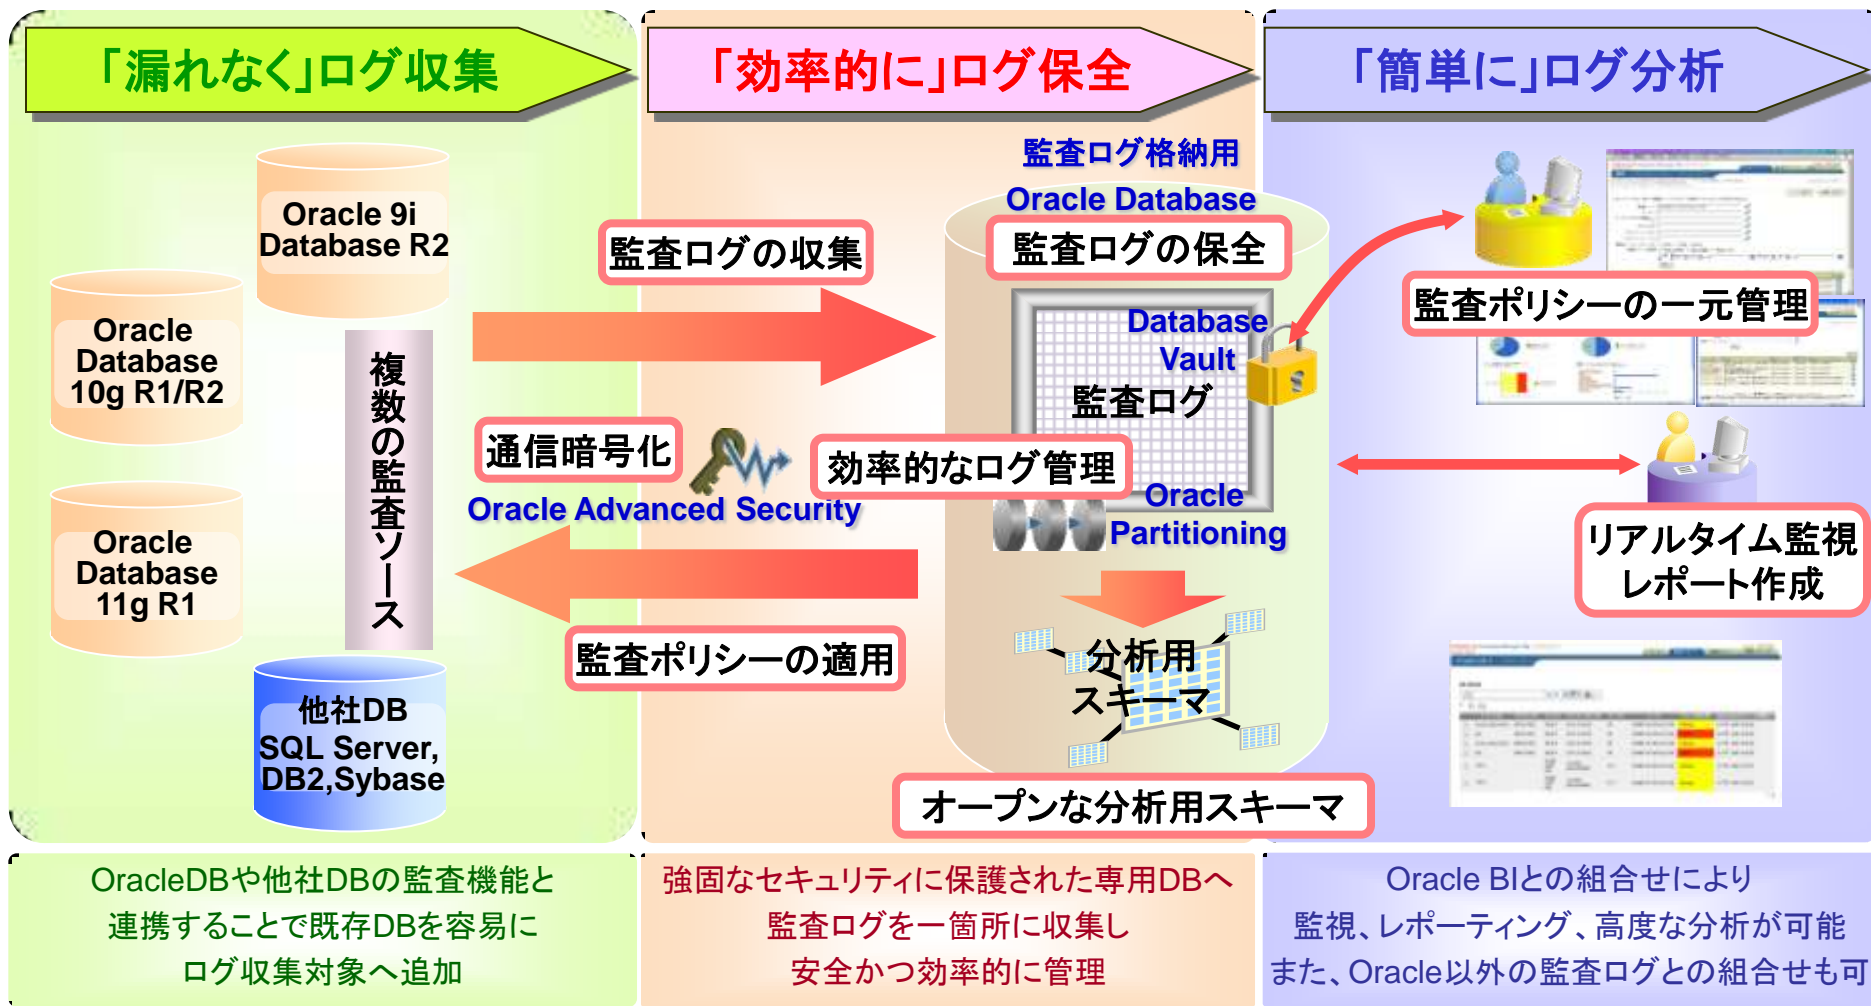 「漏れなく」ログ収集
「効率的に」ログ保全
「簡単に」ログ分析
Oracle 9i
Database R2
Oracle
Database
10g R1/R2
Oracle
Database
11g R1
他社DB
SQL Server,
DB2,Sybase
複数の監査ソース
監査ログの収集
通信暗号化
Oracle Advanced Security
監査ポリシーの適用
監査ログ格納用
Oracle Database
監査ログの保全
Database
Vault
監査ログ
効率的なログ管理
Oracle
Partitioning
分析用
スキーマ
オープンな分析用スキーマ
監査ポリシーの一元管理
リアルタイム監視
レポート作成
OracleDBや他社DBの監査機能と
連携することで既存DBを容易に
ログ収集対象へ追加
強固なセキュリティに保護された専用DBへ
監査ログを一箇所に収集し
安全かつ効率的に管理
Oracle BIとの組合せにより
監視、レポーティング、高度な分析が可能
また、Oracle以外の監査ログとの組合せも可